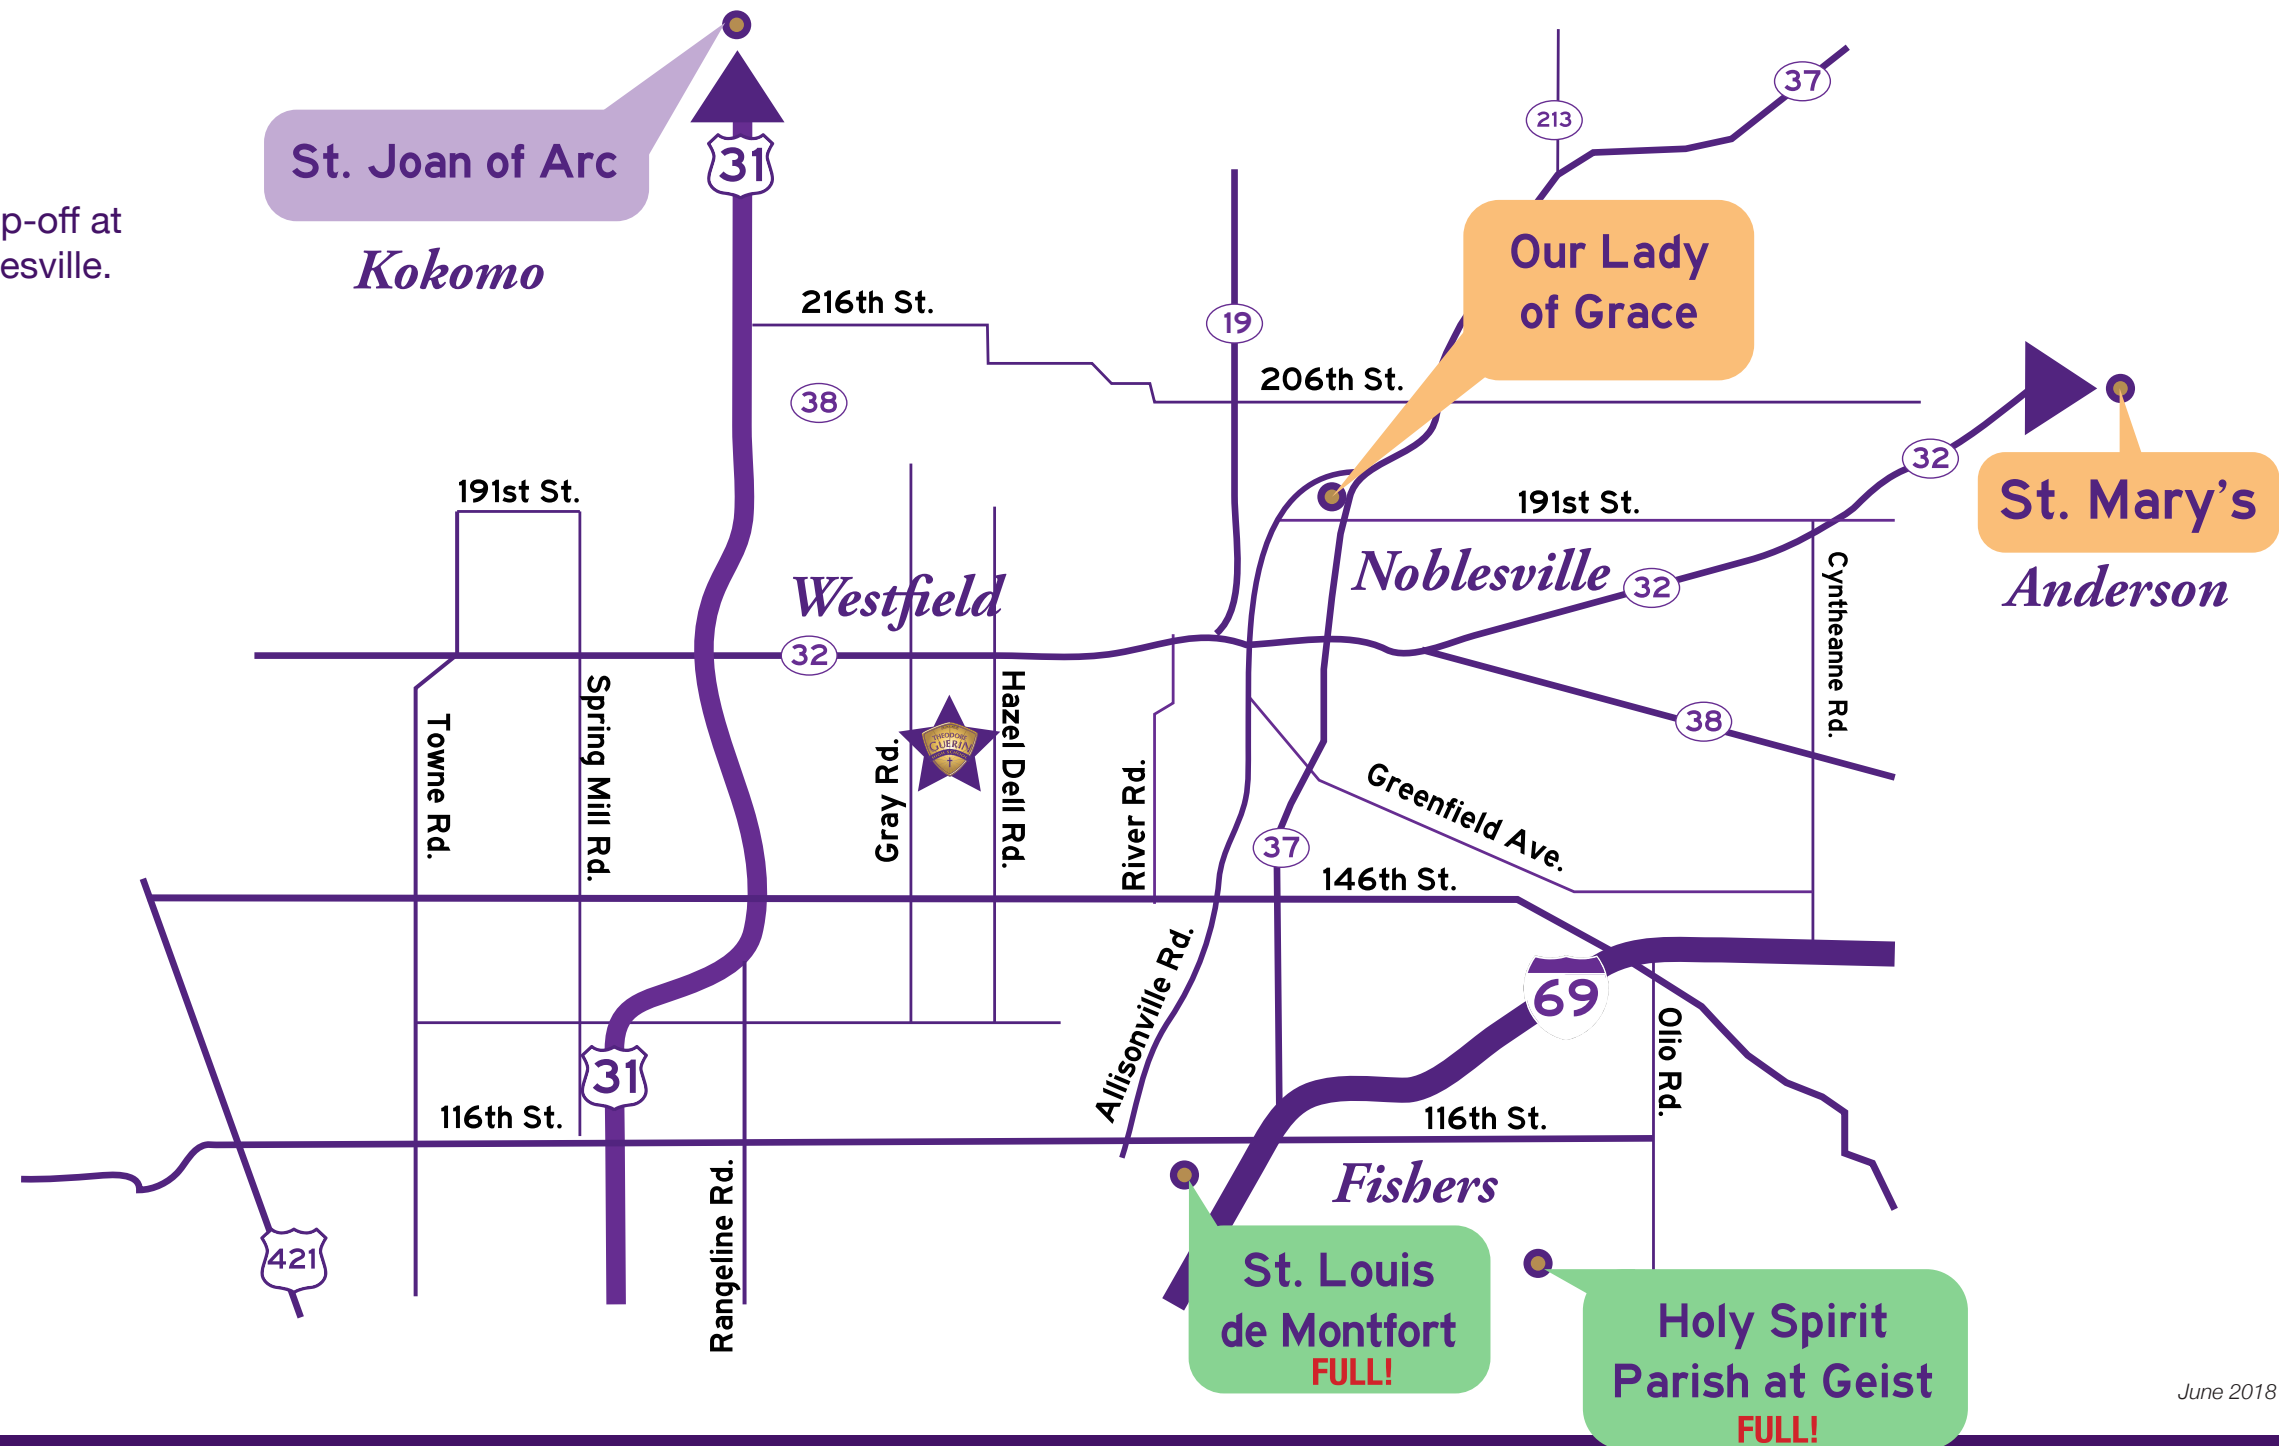 37
213
St. Joan of Arc
31
p-off at
esville.
Kokomo
Our Lady
of Grace
216th St.
19
206th St.
38
32
191st St.
191st St.
St. Mary's
Anderson
Westfield
Noblesville
32
Cyntheanne Rd.
32
Towne Rd.
Spring Mill Rd.
Gray Rd.
THEODORE
GUERIN
Hazel Dell Rd.
River Rd.
38
Greenfield Ave.
37
146th St.
Allisonville Rd.
69
Olio Rd.
31
116th St.
116th St.
Rangeline Rd.
Fishers
421
St. Louis
de Montfort
FULL!
Holy Spirit
Parish at Geist
FULL!
June 2018